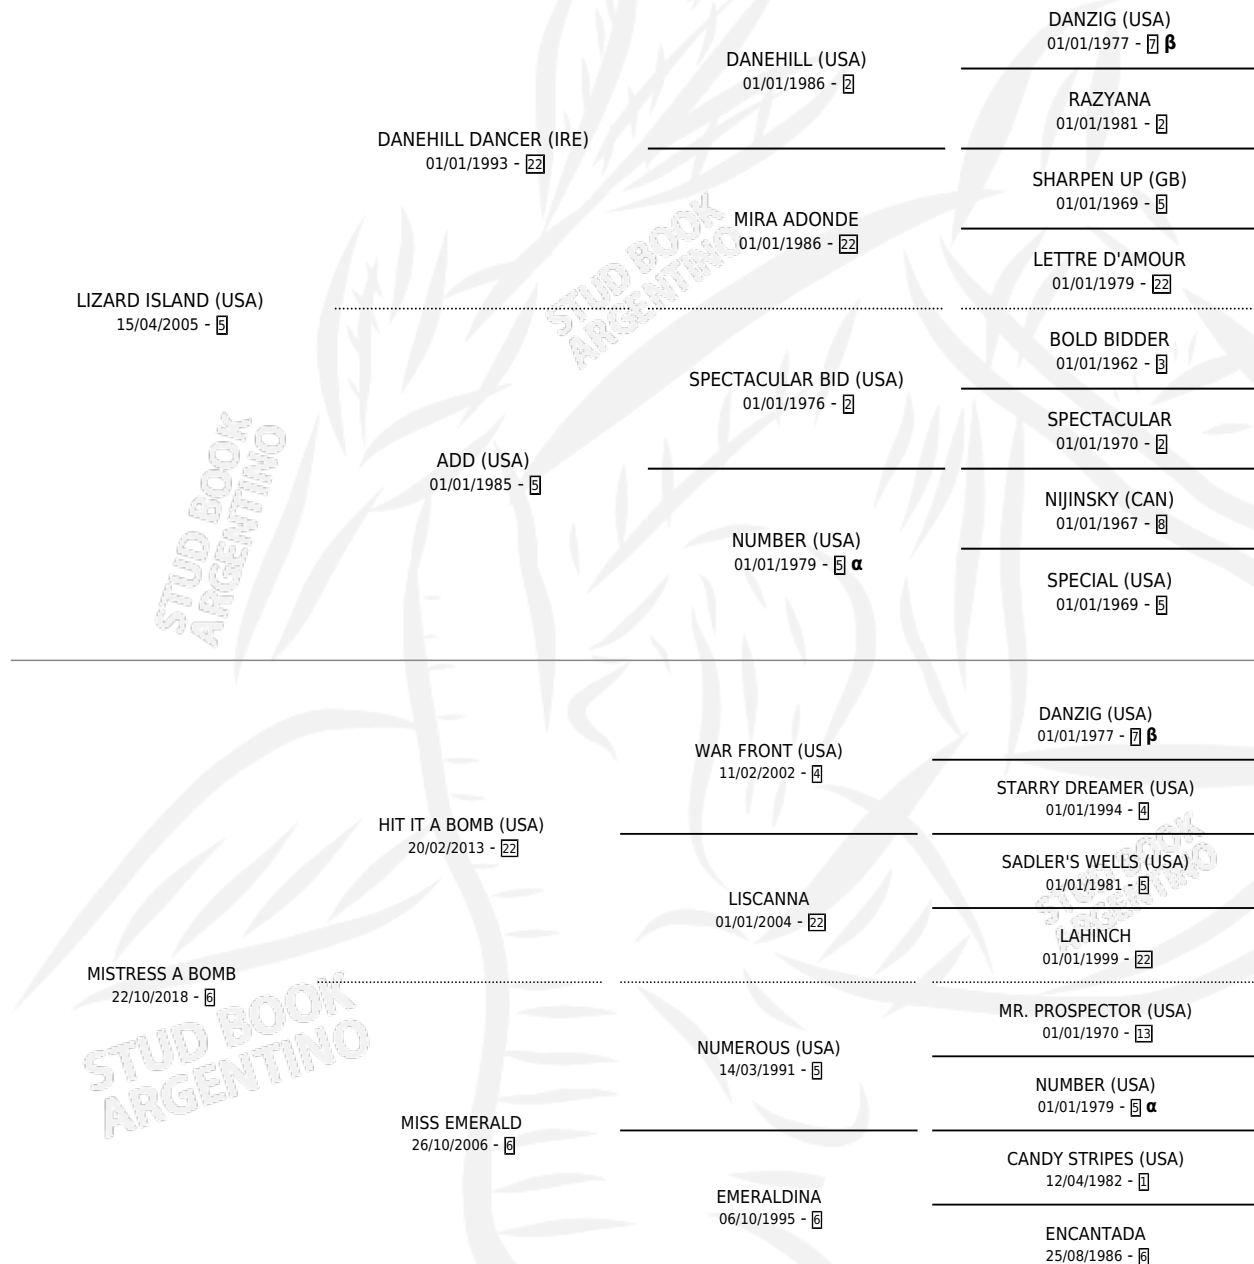 DANZIG (USA)
01/01/1977 - 7 β
DANEHILL (USA)
01/01/1986 - 2
RAZYANA
01/01/1981 - 2
DANEHILL DANCER (IRE)
01/01/1993 - 22
SHARPEN UP (GB)
01/01/1969 - 5
MIRA ADONDE
01/01/1986 - 22
LETTRE D'AMOUR
01/01/1979 - 22
LIZARD ISLAND (USA)
15/04/2005 - 5
BOLD BIDDER
01/01/1962 - 3
SPECTACULAR BID (USA)
01/01/1976 - 2
SPECTACULAR
01/01/1970 - 2
ADD (USA)
01/01/1985 - 5
NIJINSKY (CAN)
01/01/1967 - 8
NUMBER (USA)
01/01/1979 - 5 α
SPECIAL (USA)
01/01/1969 - 5
DANZIG (USA)
01/01/1977 - 7 β
WAR FRONT (USA)
11/02/2002 - 4
STARRY DREAMER (USA)
01/01/1994 - 4
HIT IT A BOMB (USA)
20/02/2013 - 22
SADLER'S WELLS (USA)
01/01/1981 - 5
LISCANNA
01/01/2004 - 22
LAHINCH
01/01/1999 - 22
MISTRESS A BOMB
22/10/2018 - 6
MR. PROSPECTOR (USA)
01/01/1970 - 13
NUMEROUS (USA)
14/03/1991 - 5
NUMBER (USA)
01/01/1979 - 5 α
MISS EMERALD
26/10/2006 - 6
CANDY STRIPES (USA)
12/04/1982 - 1
EMERALDINA
06/10/1995 - 6
ENCANTADA
25/08/1986 - 6
STUD BOOK
ARGENTINO
STUD BOOK
ARGENTINO
STUD BOOK
ARGENTINO
STUD BOOK
ARGENTINO